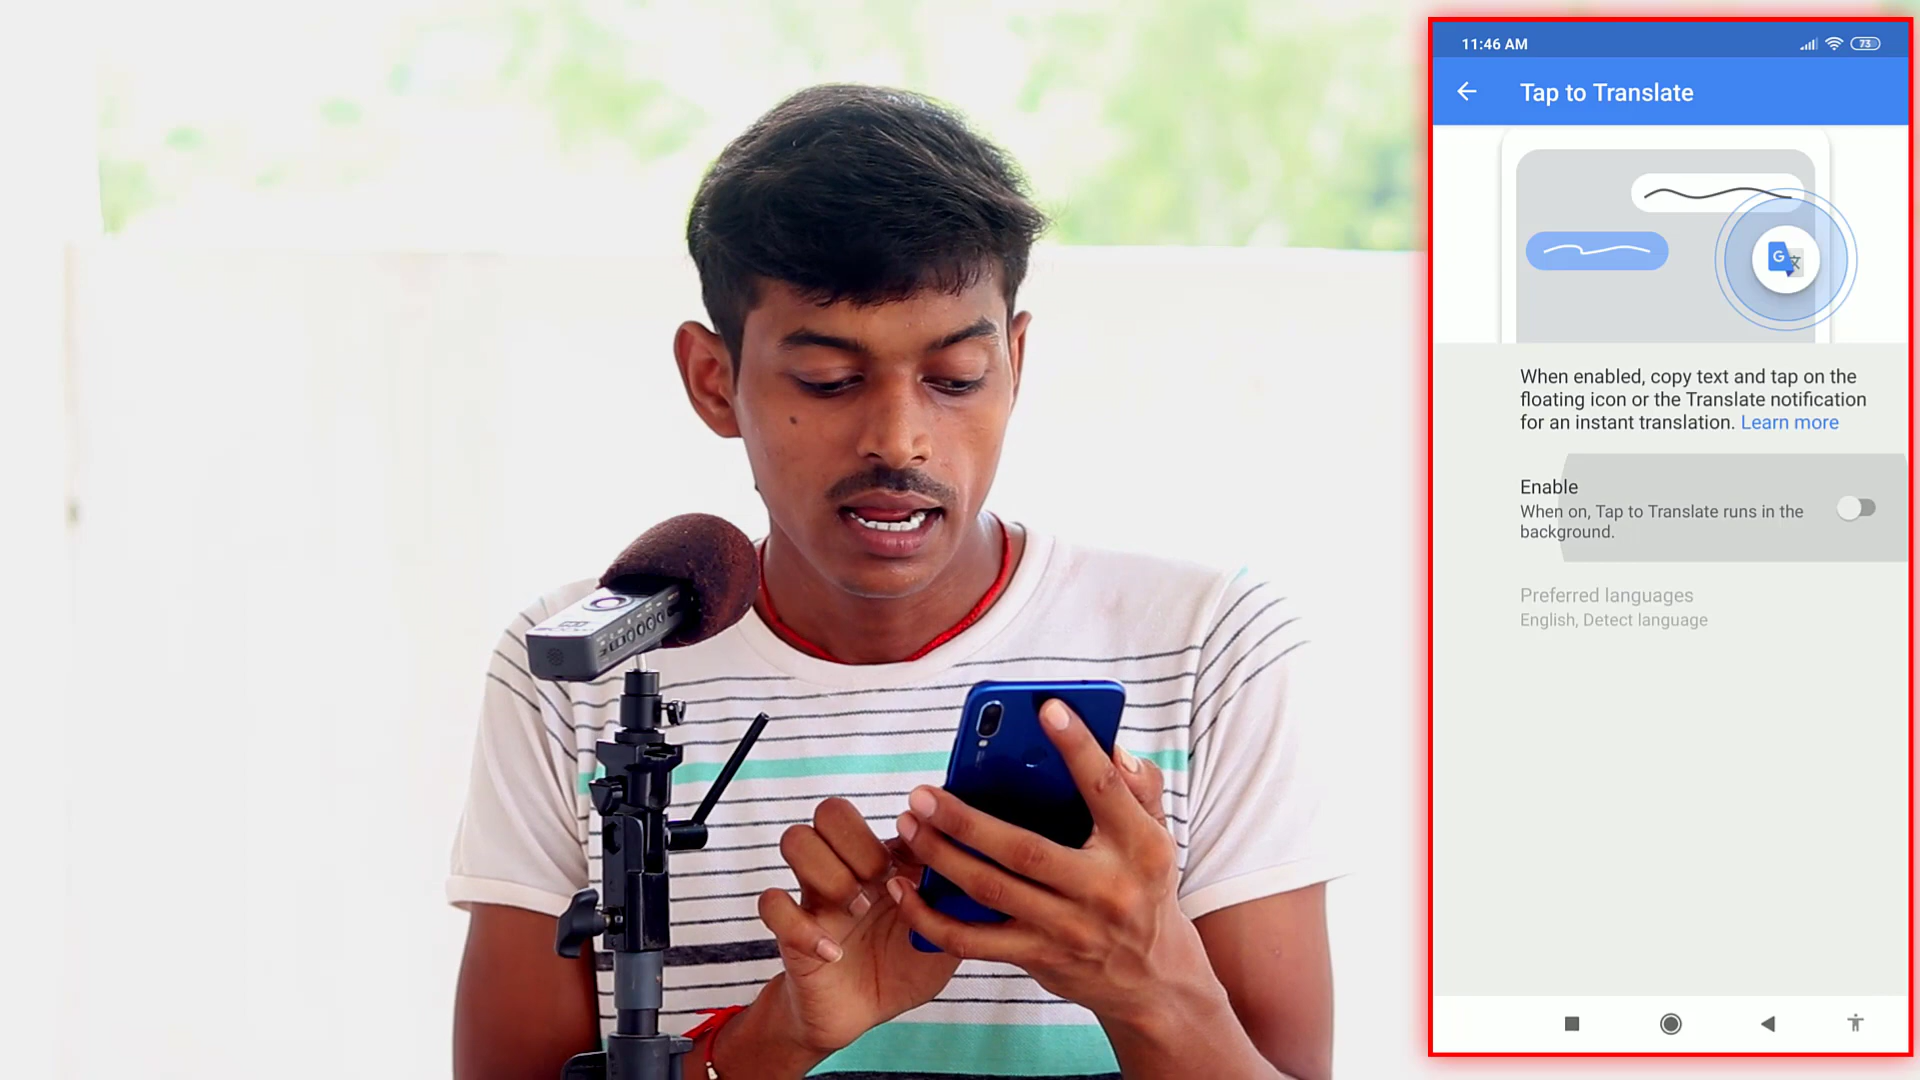 11:46 AM
73
Tap to Translate
G
When enabled, copy text and tap on the
floating icon or the Translate notification
for an instant translation. Learn more
Enable
When on, Tap to Translate runs in the
background.
Preferred languages
English, Detect language